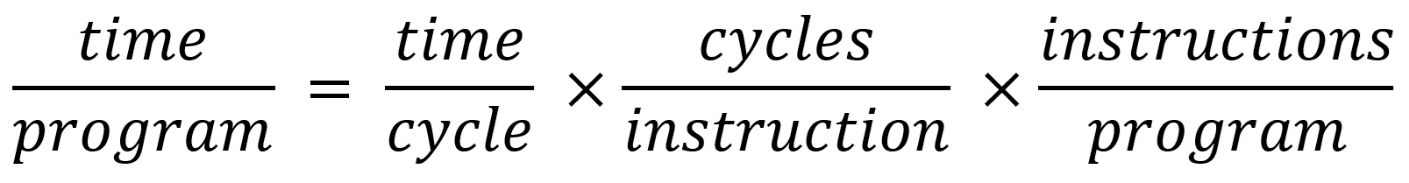 time/program = time/cycle × cycles/instruction × instructions/program